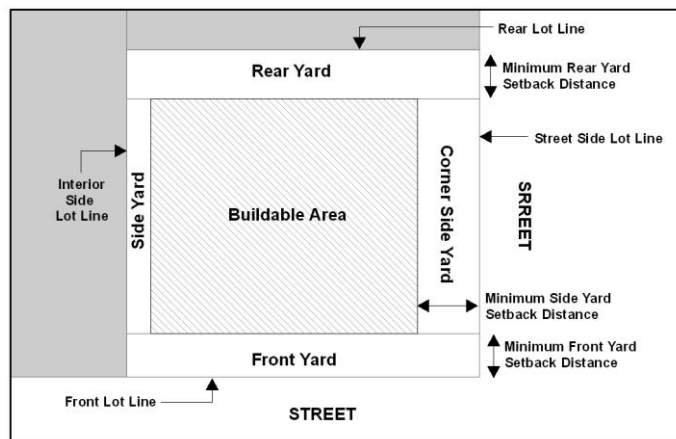 Rear Lot Line
Rear Yard
Minimum Rear Yard
Setback Distance
Street Side Lot Line
Interior
Side
Lot Line
Side Yard
Buildable Area
Corner Side Yard
SRREET
Minimum Side Yard
Setback Distance
Minimum Front Yard
Setback Distance
Front Yard
Front Lot Line
STREET